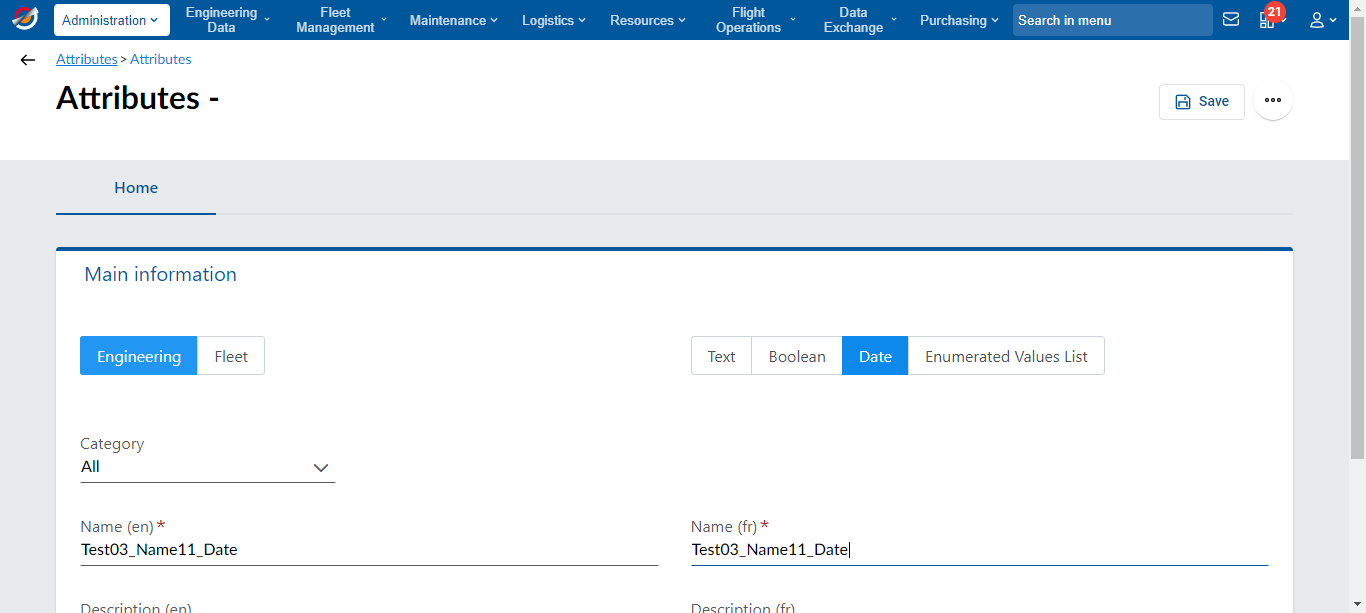 Administration
Engineering
Data
Fleet
Management
Maintenance
Logistics
Resources
Flight
Operations
Data
Exchange
Purchasing
Search in menu
21
Attributes > Attributes
Attributes -
Save
Home
Main information
Engineering Fleet
Text Boolean Date Enumerated Values List
Category
All
Name (en) *
Test03_Name11_Date
Name (fr) *
Test03_Name11_Date
Description (en)
Description (fr)